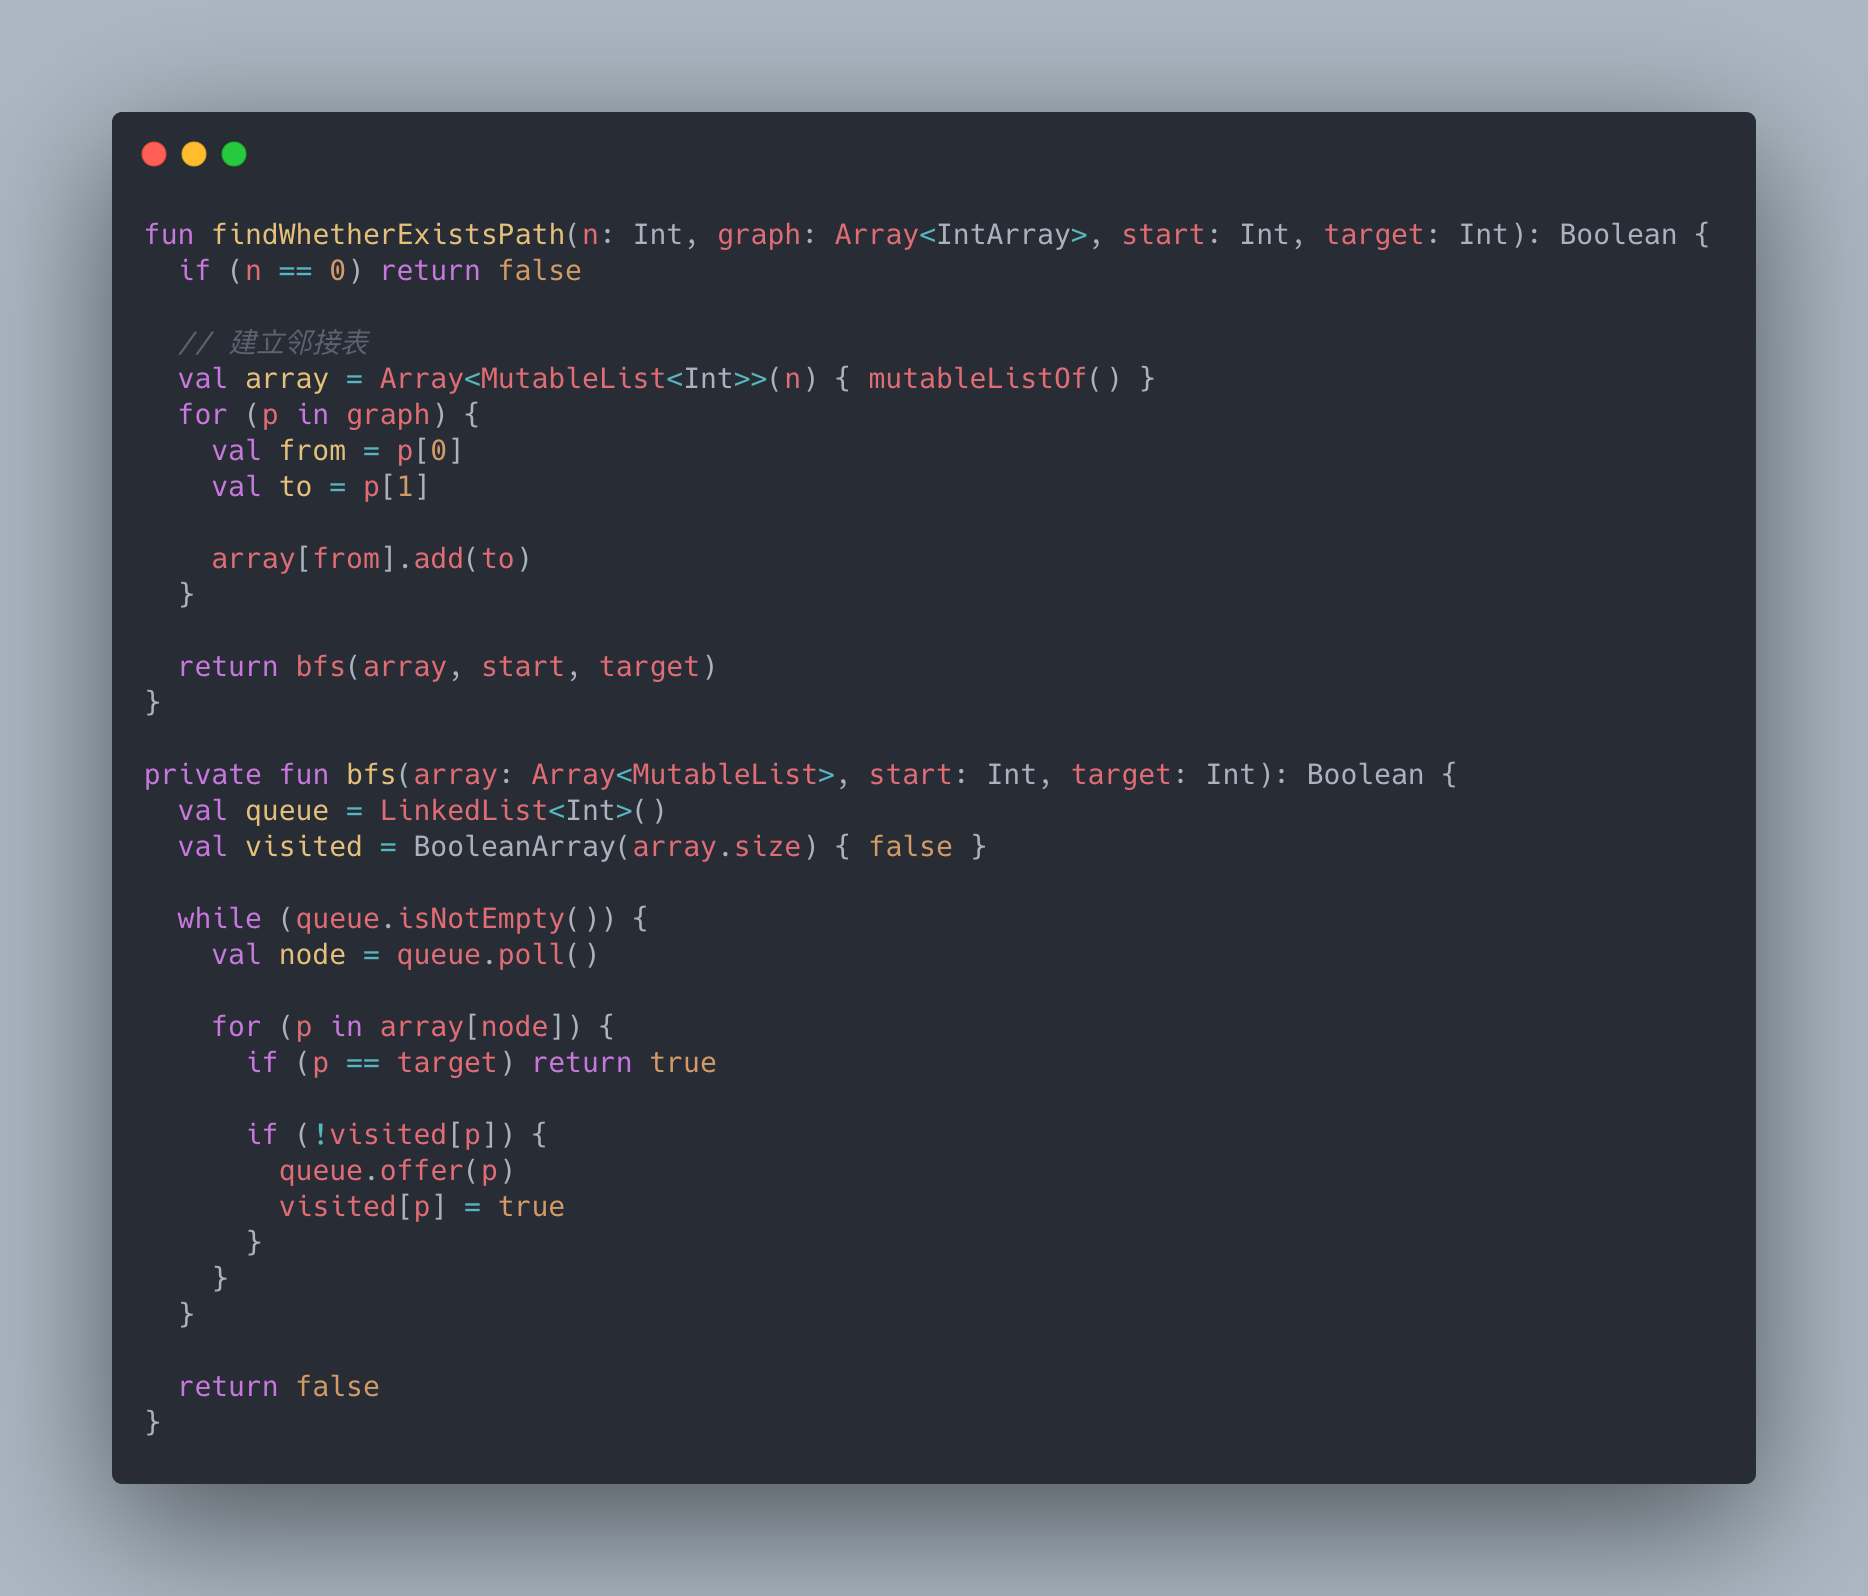 fun findWhetherExistsPath(n: Int, graph: Array<IntArray>, start: Int, target: Int): Boolean {
  if (n == 0) return false

  // 建立邻接表
  val array = Array<MutableList<Int>>(n) { mutableListOf() }
  for (p in graph) {
    val from = p[0]
    val to = p[1]

    array[from].add(to)
  }

  return bfs(array, start, target)
}

private fun bfs(array: Array<MutableList>, start: Int, target: Int): Boolean {
  val queue = LinkedList<Int>()
  val visited = BooleanArray(array.size) { false }

  while (queue.isNotEmpty()) {
    val node = queue.poll()

    for (p in array[node]) {
      if (p == target) return true

      if (!visited[p]) {
        queue.offer(p)
        visited[p] = true
      }
    }
  }

  return false
}